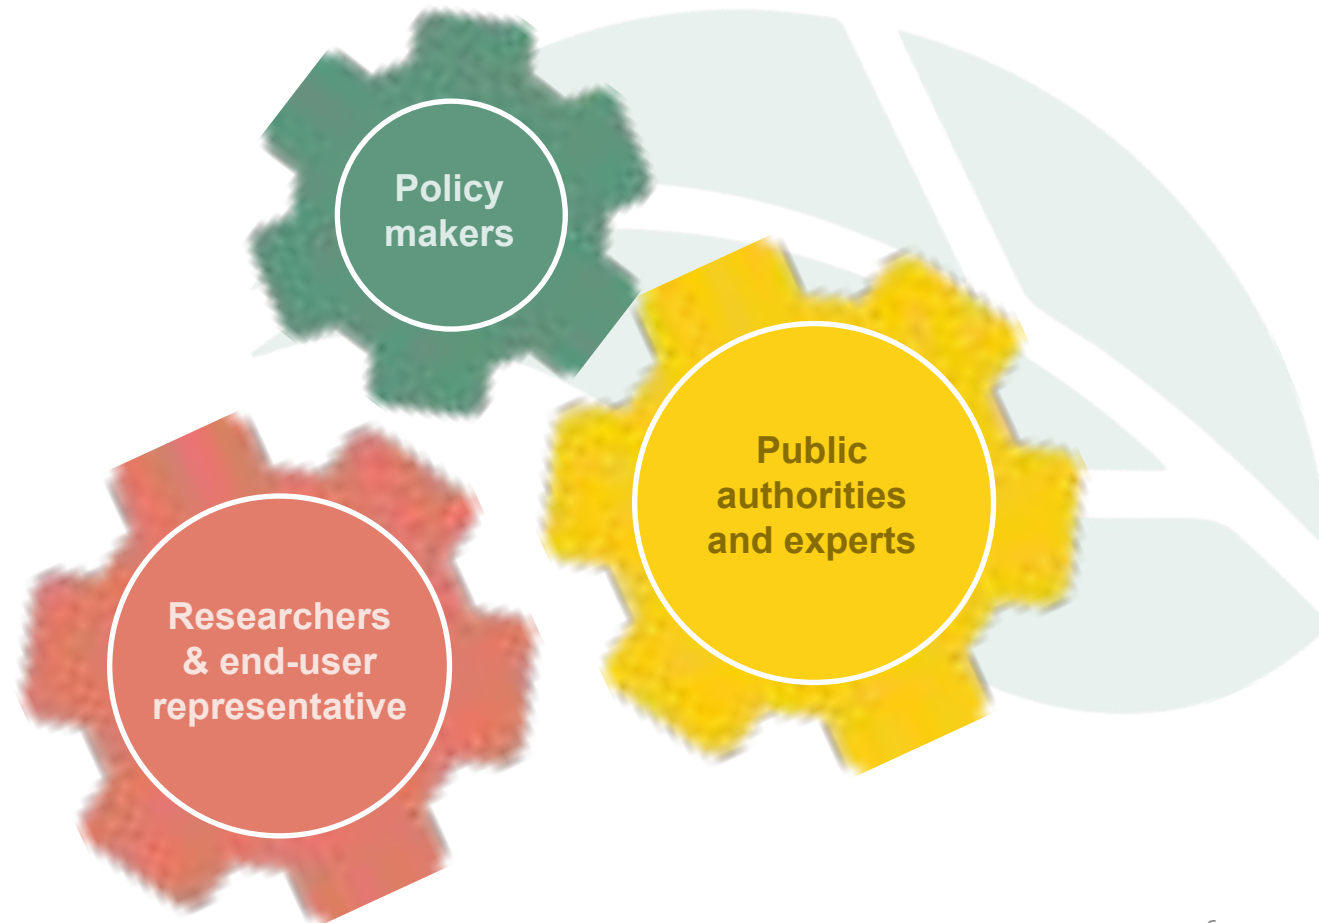 Policy
makers
Public
authorities
and experts
Researchers
& end-user
representative